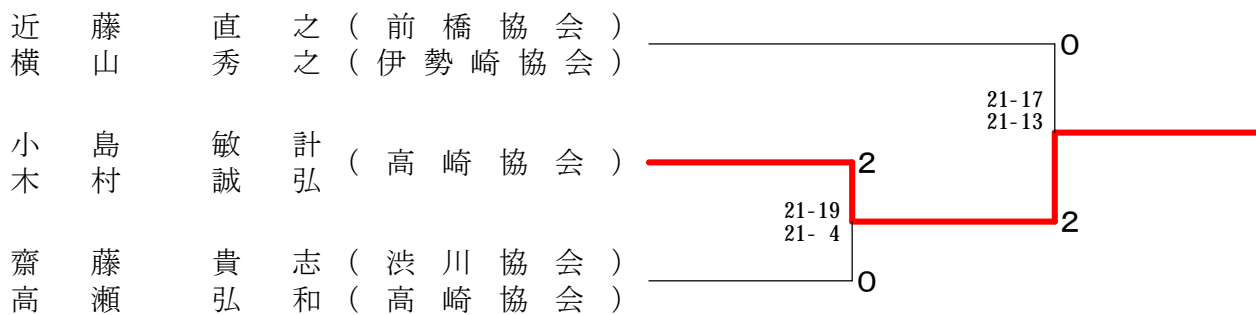 近藤直之(前橋協会)
0
横山秀之(伊勢崎協会)
21-17
21-13
小島敏計
木村誠弘
(高崎協会)
2
21-19
21- 4
2
齋藤貴志(渋川協会)
0
高瀬弘和(高崎協会)